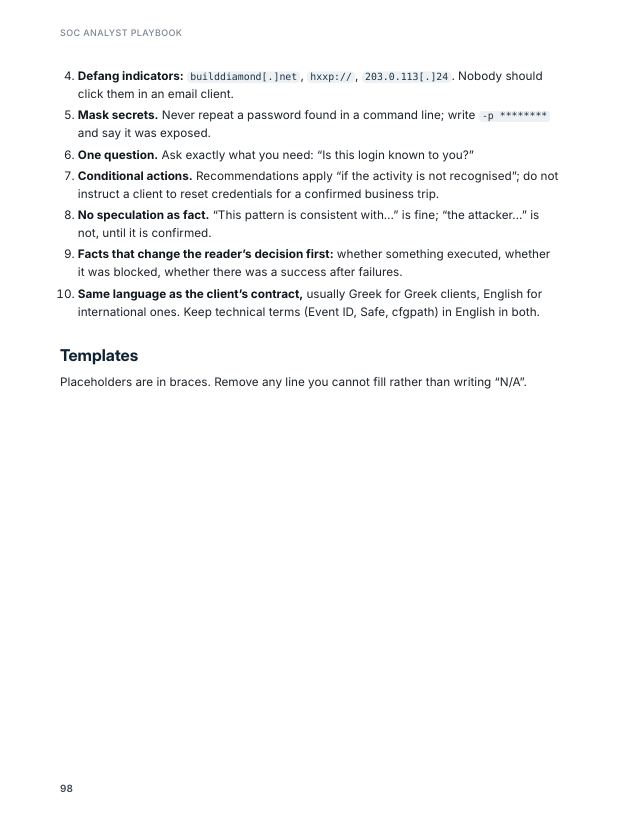 SOC ANALYST PLAYBOOK
4. Defang indicators: builddiamond[.]net, hxxp://, 203.0.113[.]24. Nobody should
click them in an email client.
5. Mask secrets. Never repeat a password found in a command line; write -p ********
and say it was exposed.
6. One question. Ask exactly what you need: “Is this login known to you?”
7. Conditional actions. Recommendations apply “if the activity is not recognised”; do not
instruct a client to reset credentials for a confirmed business trip.
8. No speculation as fact. “This pattern is consistent with…” is fine; “the attacker…” is
not, until it is confirmed.
9. Facts that change the reader’s decision first: whether something executed, whether
it was blocked, whether there was a success after failures.
10. Same language as the client’s contract, usually Greek for Greek clients, English for
international ones. Keep technical terms (Event ID, Safe, cfgpath) in English in both.
Templates
Placeholders are in braces. Remove any line you cannot fill rather than writing “N/A”.
98